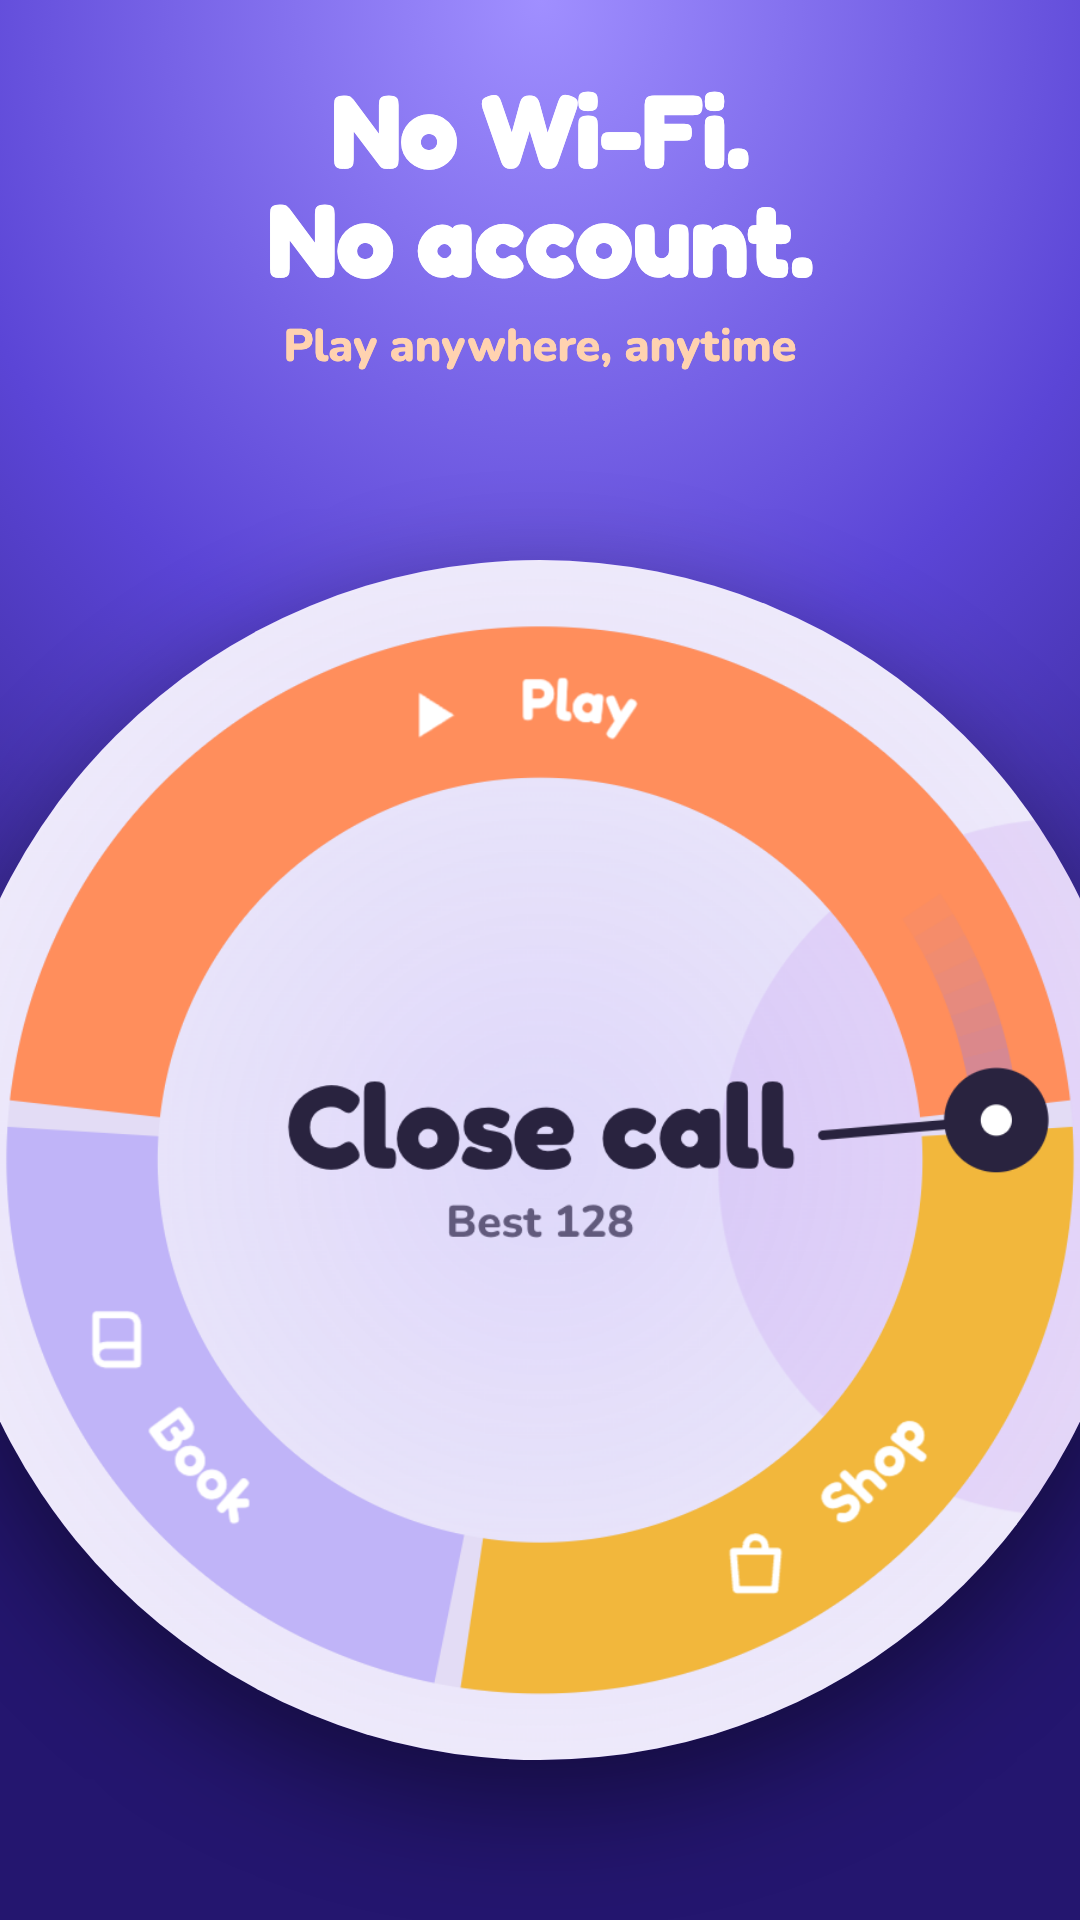 No Wi-Fi.
No account.
Play anywhere, anytime
Play
Close call
Best 128
Book
Shop